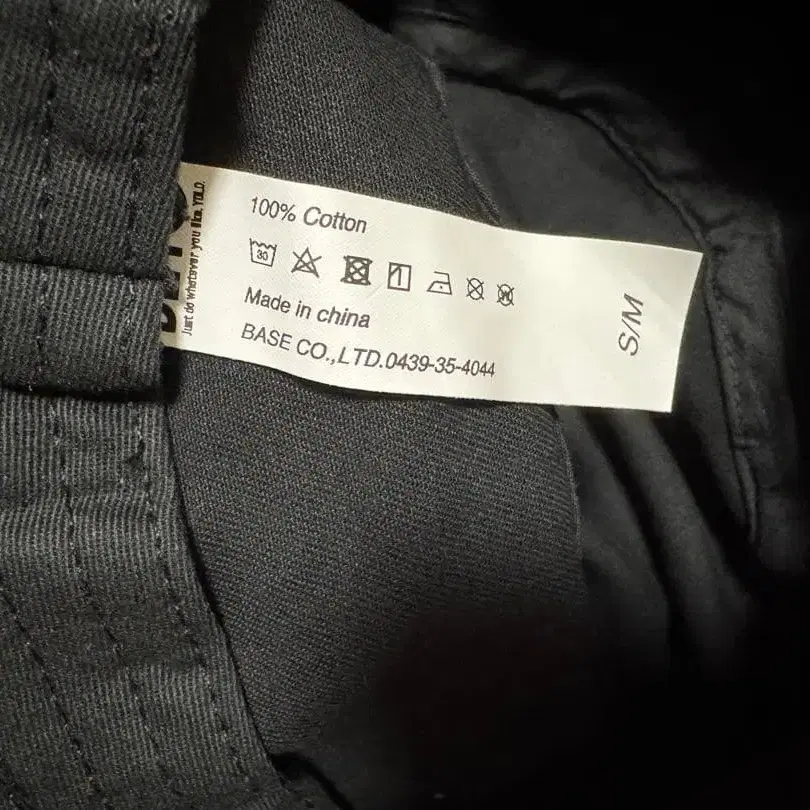 100% Cotton
30
Made in china
BASE CO.,LTD.0439-35-4044
S/M
Just do whatever you like. YOLO.